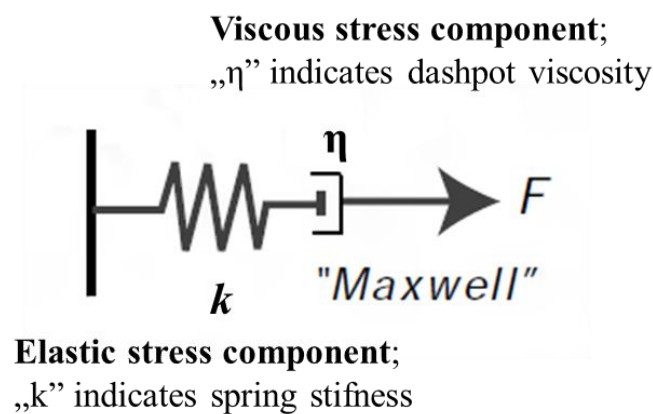 Viscous stress component;
„η” indicates dashpot viscosity
η
F
k
"Maxwell”
Elastic stress component;
„k” indicates spring stifness